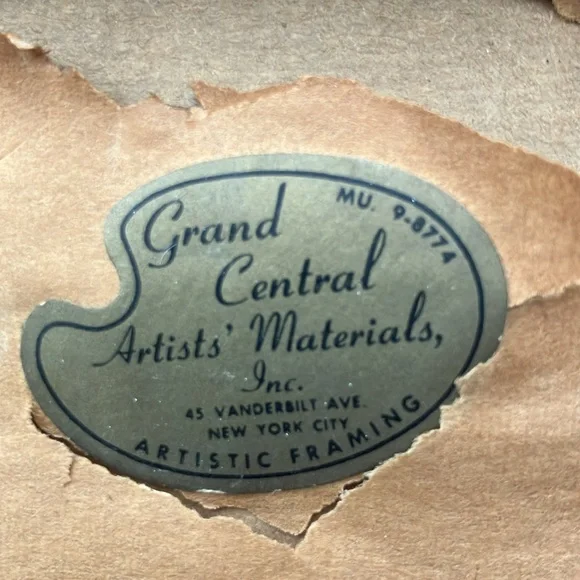 MU. 9-8774
Grand
Central
Artists' Materials,
Inc.
45 VANDERBILT AVE.
NEW YORK CITY
ARTISTIC FRAMING